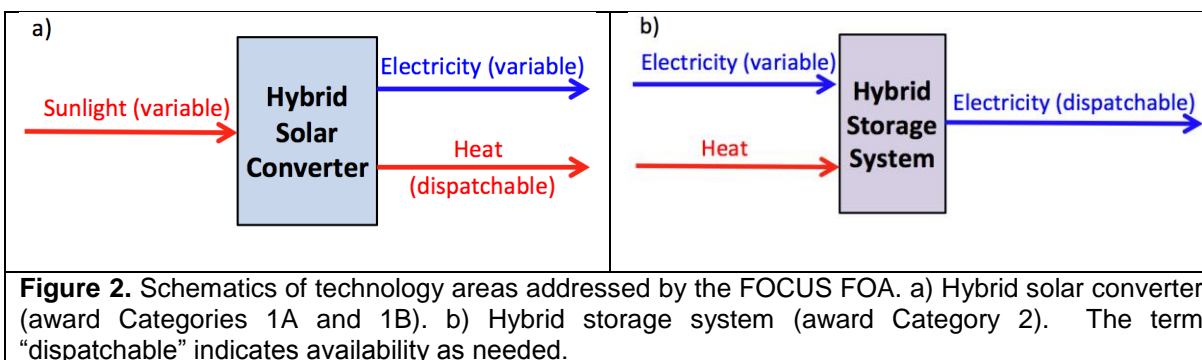 a)
Sunlight (variable)
Hybrid
Solar
Converter
Electricity (variable)
Heat
(dispatchable)
b)
Electricity (variable)
Heat
Hybrid
Storage
System
Electricity (dispatchable)
Figure 2. Schematics of technology areas addressed by the FOCUS FOA. a) Hybrid solar converter
(award Categories 1A and 1B). b) Hybrid storage system (award Category 2). The term
“dispatchable” indicates availability as needed.